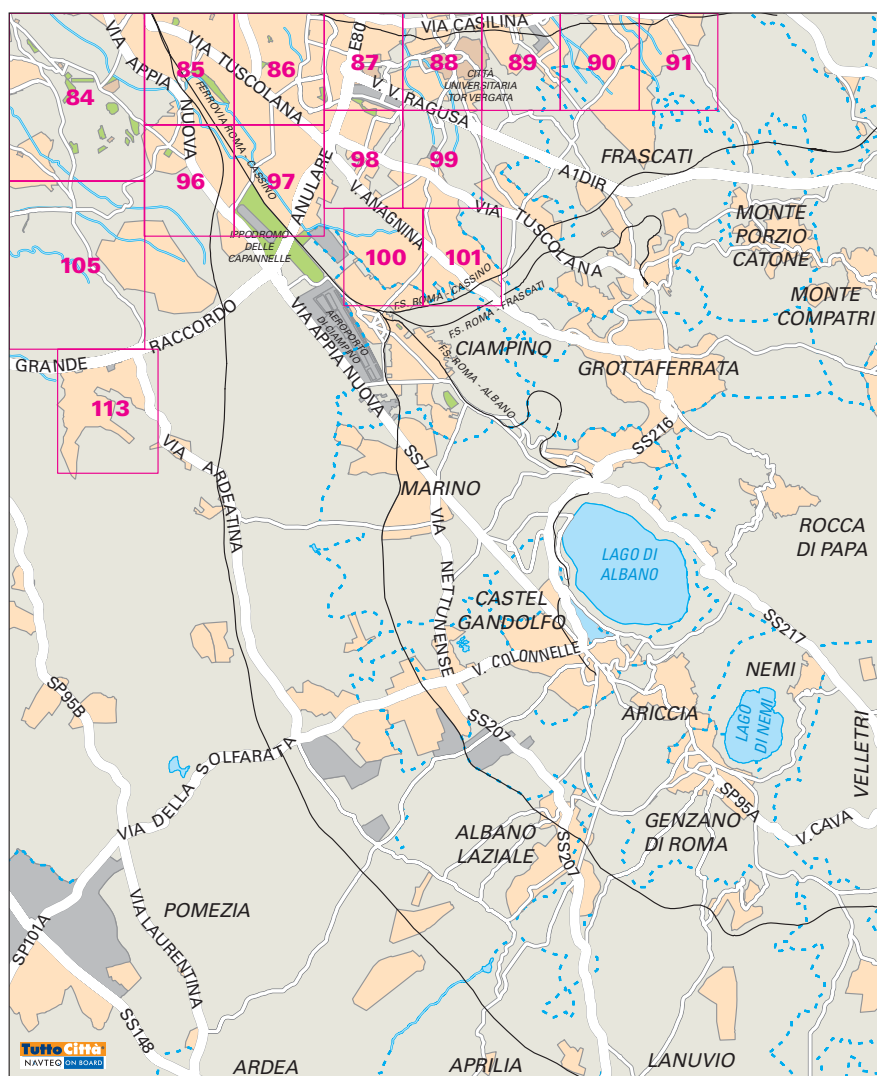 VIA CASILINA
VIA APPIA NUOVA
VIA TUSCOLANA
E80
84
85
86
87
88
89
90
91
CITTÀ
UNIVERSITARIA
TOR VERGATA
FERROVIA ROMA - CASSINO
V. V. RAGUSA
96
97
98
99
ANULARE
A1DIR
FRASCATI
V. ANAGNINA
VIA TUSCOLANA
MONTE
PORZIO
CATONE
IPPODROMO
DELLE
CAPANNELLE
100
101
105
F.S. ROMA - CASSINO
F.S. ROMA - FRASCATI
F.S. ROMA - ALBANO
MONTE
COMPATRI
GRANDE RACCORDO
VIA APPIA NUOVA
AEROPORTO
DI CIAMPINO
CIAMPINO
GROTTAFERRATA
113
VIA ARDEATINA
SS216
SS7
MARINO
VIA NETTUNENSE
ROCCA
DI PAPA
LAGO DI
ALBANO
CASTEL
GANDOLFO
SS217
V. COLONNELLE
NEMI
SP95B
ARICCIA
LAGO
DI NEMI
VELLETRI
SS207
VIA DELLA SOLFARATA
SP95A
GENZANO
DI ROMA
V. CAVA
ALBANO
LAZIALE
SS207
POMEZIA
VIA LAURENTINA
SP101A
SS148
TuttoCittà
NAVTEQ ON BOARD
ARDEA
APRILIA
LANUVIO